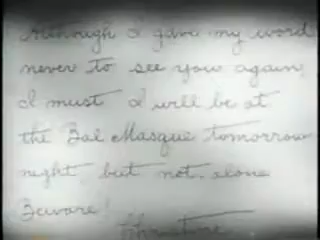 Although I gave my word
never to see you again,
I must I will be at
the Bal Masque tomorrow
night but not alone
Beware!
Christine